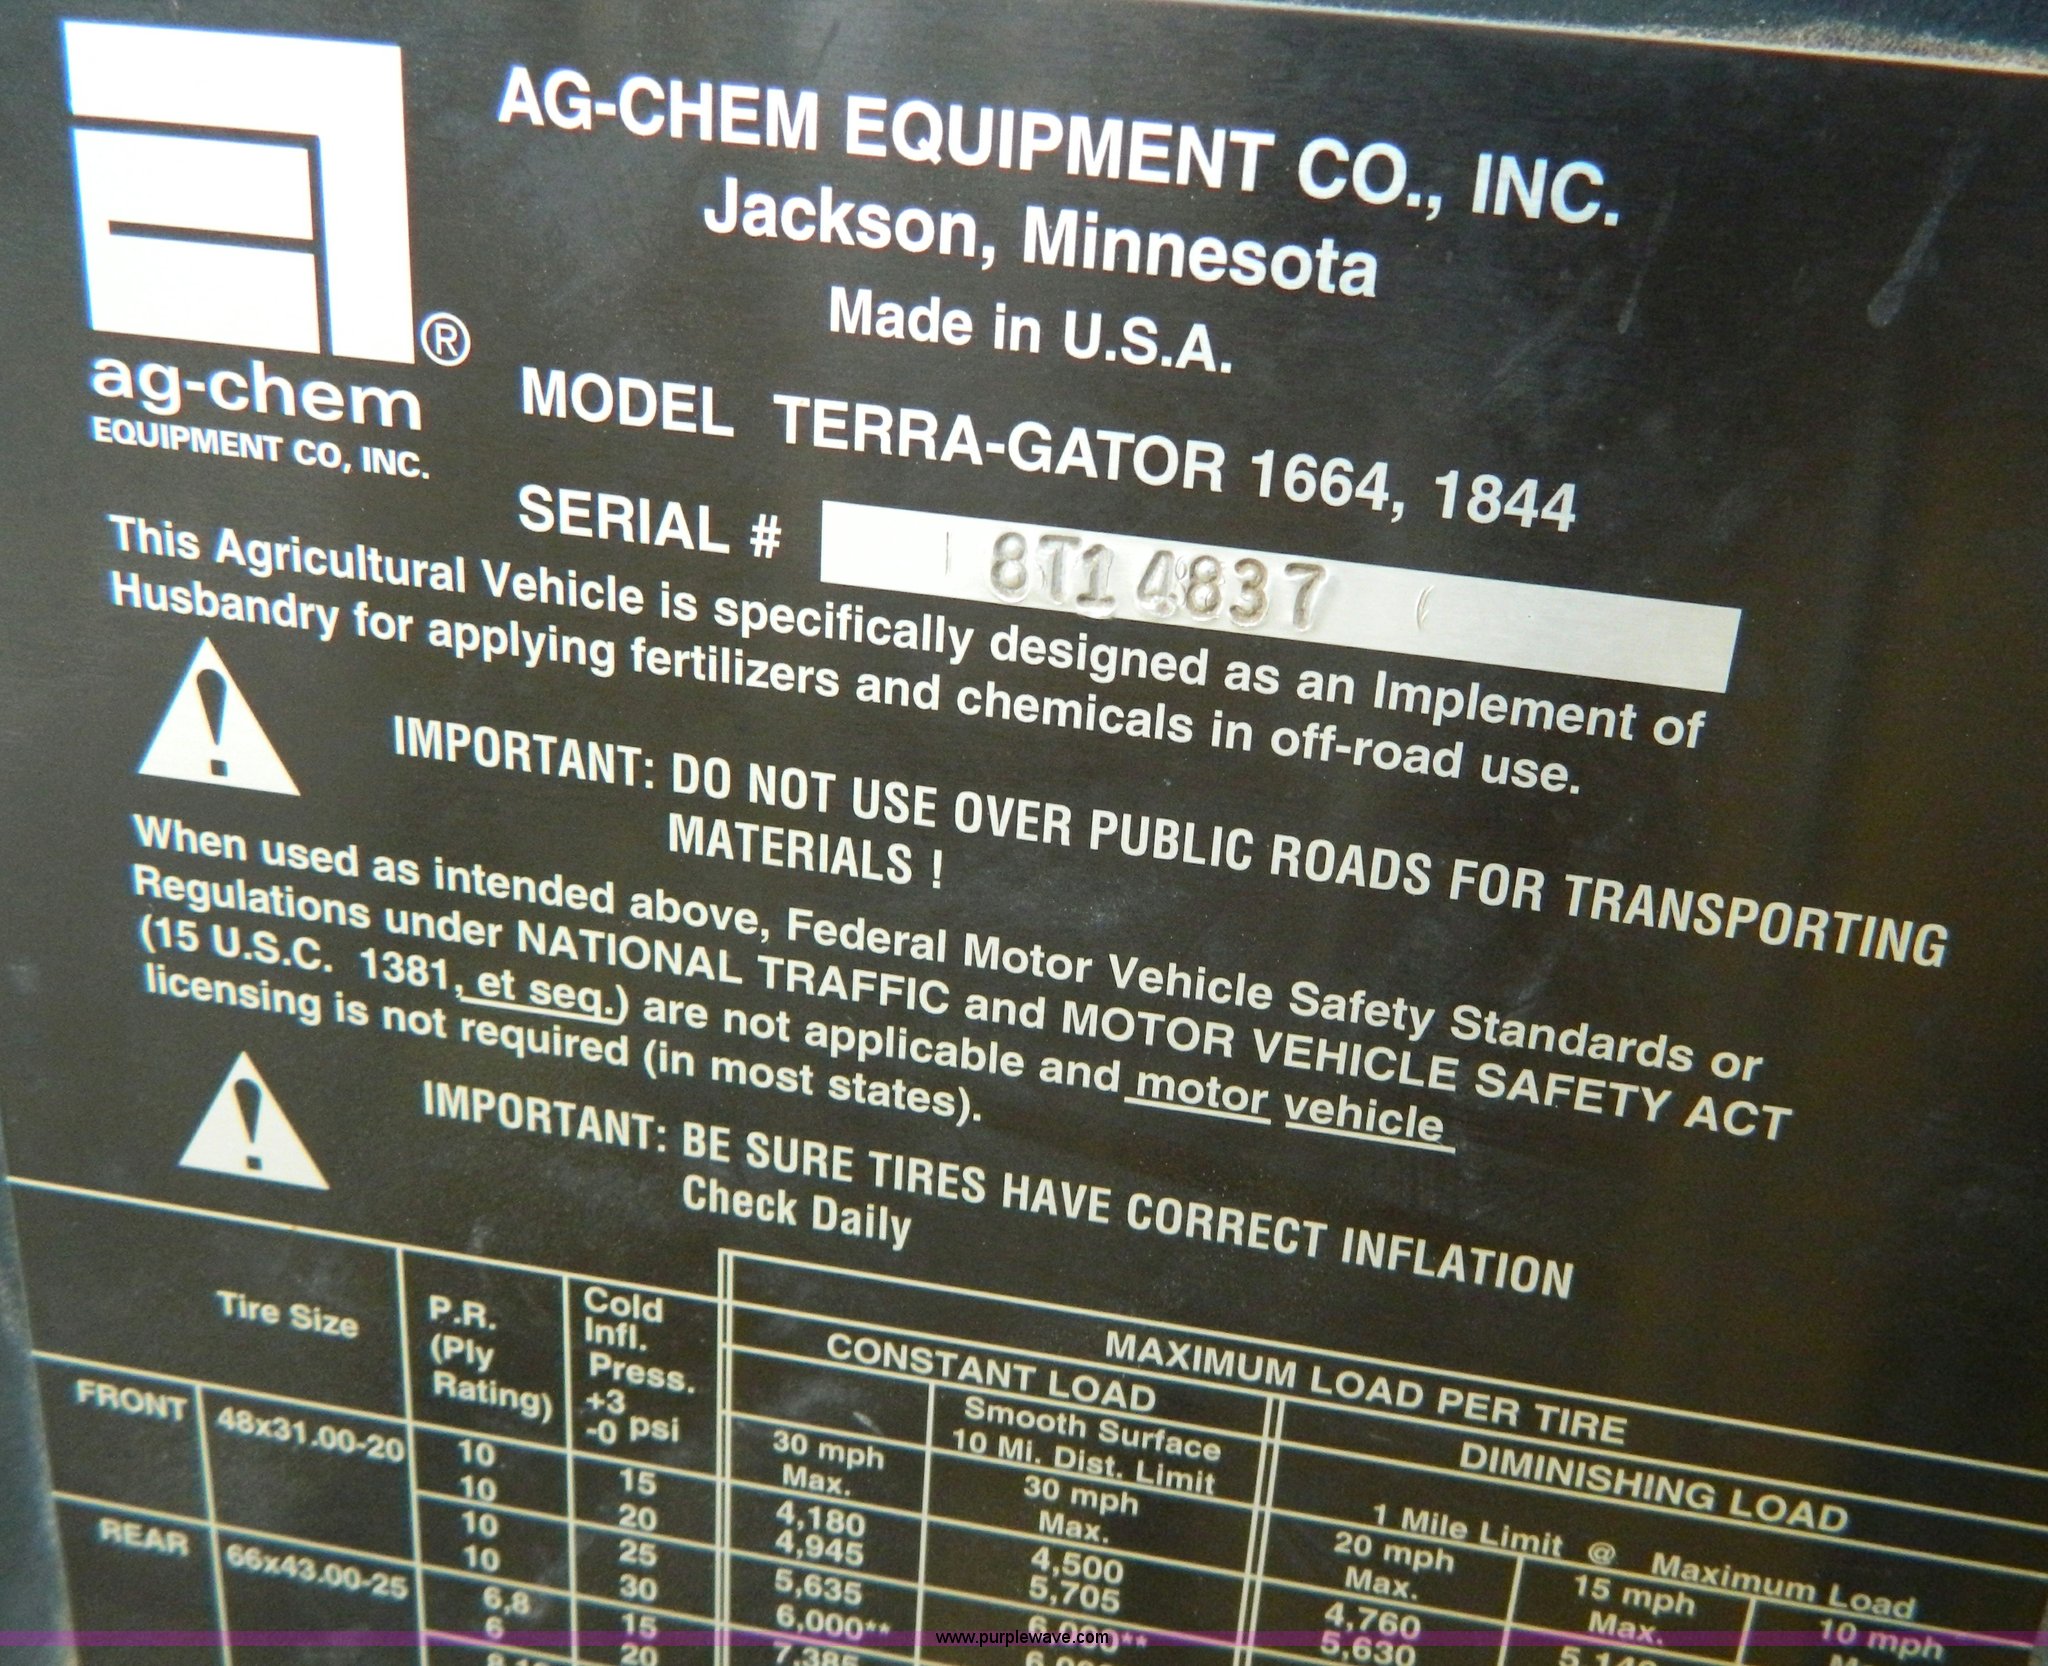 AG-CHEM EQUIPMENT CO., INC.
Jackson, Minnesota
Made in U.S.A.
®
ag-chem
EQUIPMENT CO, INC.
MODEL TERRA-GATOR 1664, 1844
SERIAL # 8T14837
This Agricultural Vehicle is specifically designed as an Implement of
Husbandry for applying fertilizers and chemicals in off-road use.
IMPORTANT: DO NOT USE OVER PUBLIC ROADS FOR TRANSPORTING
MATERIALS !
When used as intended above, Federal Motor Vehicle Safety Standards or
Regulations under NATIONAL TRAFFIC and MOTOR VEHICLE SAFETY ACT
(15 U.S.C. 1381, et seq.) are not applicable and motor vehicle
licensing is not required (in most states).
IMPORTANT: BE SURE TIRES HAVE CORRECT INFLATION
Check Daily
Tire Size
P.R.
(Ply
Rating)
Cold
Infl.
Press.
+3
-0 psi
MAXIMUM LOAD PER TIRE
CONSTANT LOAD
DIMINISHING LOAD
30 mph
Max.
Smooth Surface
10 Mi. Dist. Limit
30 mph
Max.
1 Mile Limit @ Maximum Load
20 mph
Max.
15 mph
Max.
10 mph
FRONT 48x31.00-20
10 15 4,180 4,500 4,760
10 20 4,945 5,705 5,630
10 25 5,635
10 30 6,000**
REAR 66x43.00-25
6,8 15 7,385
6 20
www.purplewave.com